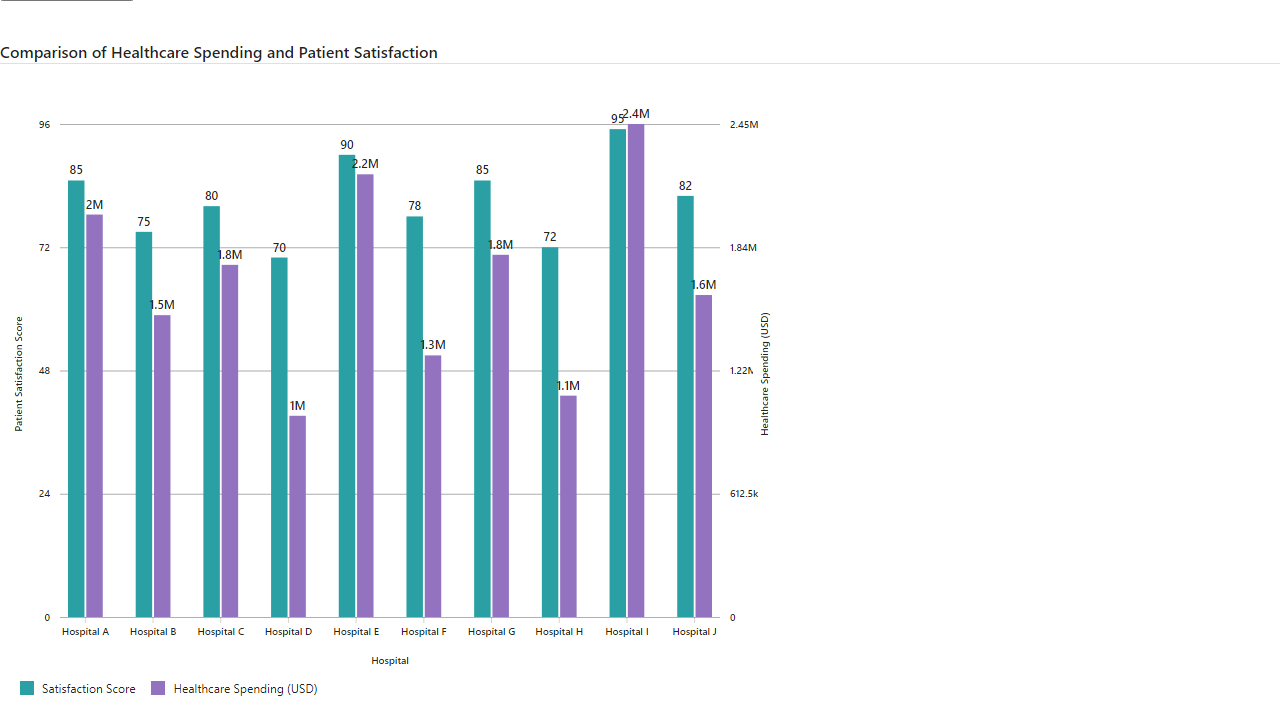 Comparison of Healthcare Spending and Patient Satisfaction
96
72
48
24
0
Patient Satisfaction Score
2.45M
1.84M
1.22M
612.5k
0
Healthcare Spending (USD)
85
2M
75
1.5M
80
1.8M
70
1M
90
2.2M
78
1.3M
85
1.8M
72
1.1M
95
2.4M
82
1.6M
Hospital A
Hospital B
Hospital C
Hospital D
Hospital E
Hospital F
Hospital G
Hospital H
Hospital I
Hospital J
Hospital
Satisfaction Score
Healthcare Spending (USD)